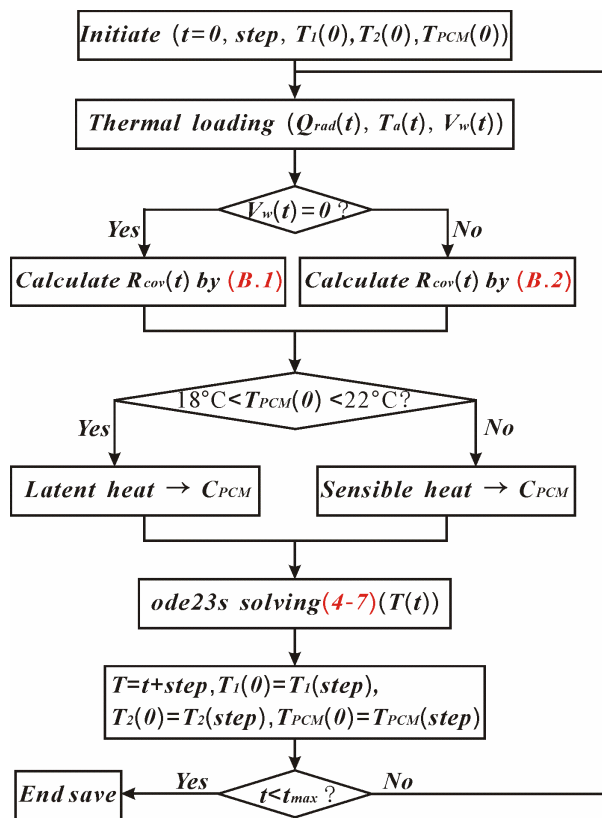 Initiate (t=0, step, T1(0),T2(0),TPCM(0))
Thermal loading (Qrad(t), Ta(t), Vw(t))
Vw(t)=0 ?
Yes
No
Calculate Rcov(t) by (B.1)
Calculate Rcov(t) by (B.2)
18°C<TPCM(0) <22°C?
Yes
No
Latent heat → CPCM
Sensible heat → CPCM
ode23s solving(4-7)(T(t))
T=t+step,T1(0)=T1(step),
T2(0)=T2(step),TPCM(0)=TPCM(step)
End save
Yes
t<tmax ?
No